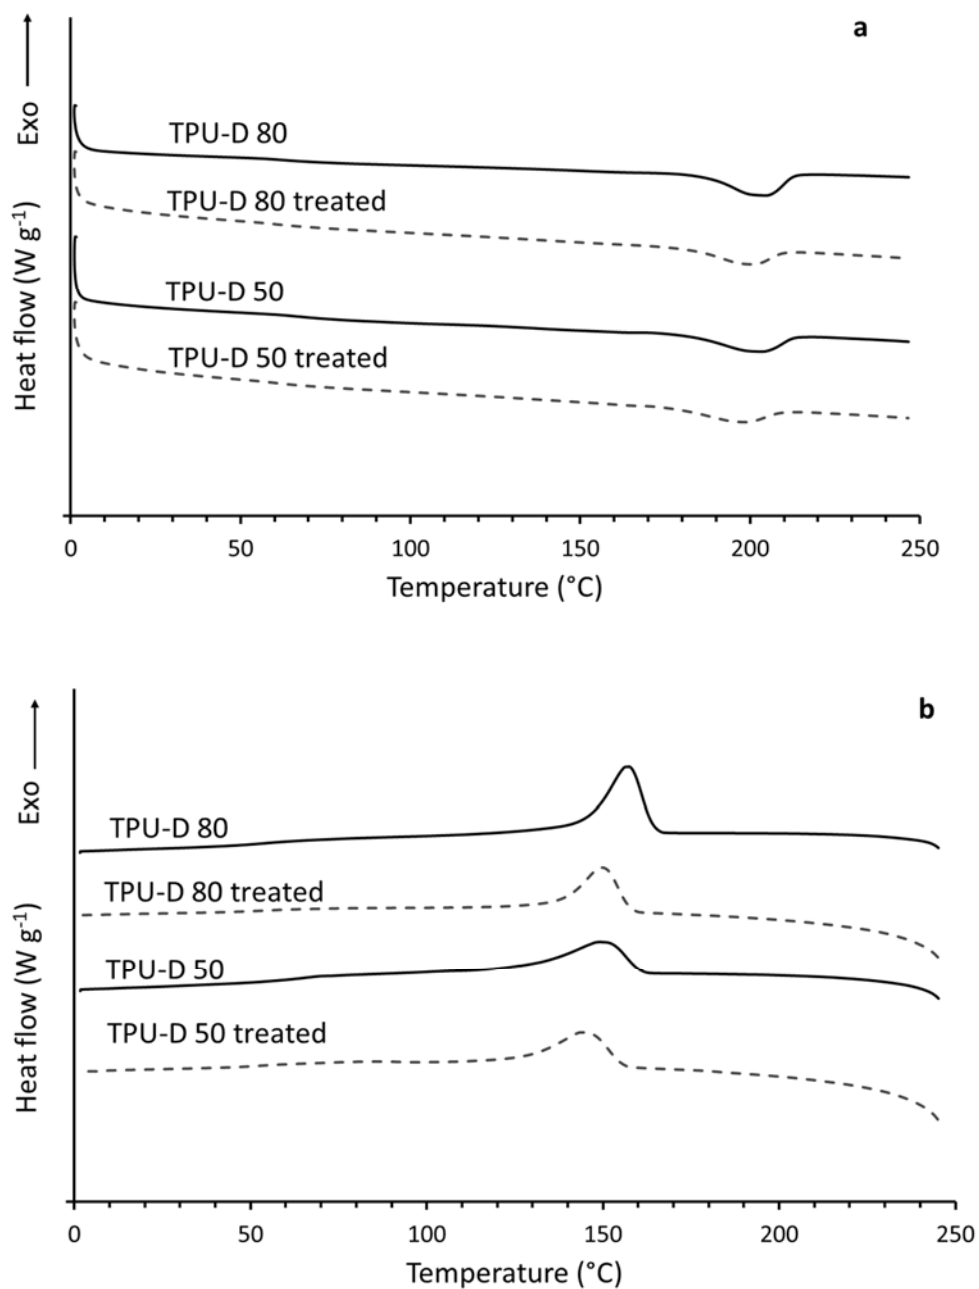 a
Exo
TPU-D 80
TPU-D 80 treated
TPU-D 50
TPU-D 50 treated
Heat flow (W g⁻¹)
0 50 100 150 200 250
Temperature (°C)
b
Exo
TPU-D 80
TPU-D 80 treated
TPU-D 50
TPU-D 50 treated
Heat flow (W g⁻¹)
0 50 100 150 200 250
Temperature (°C)